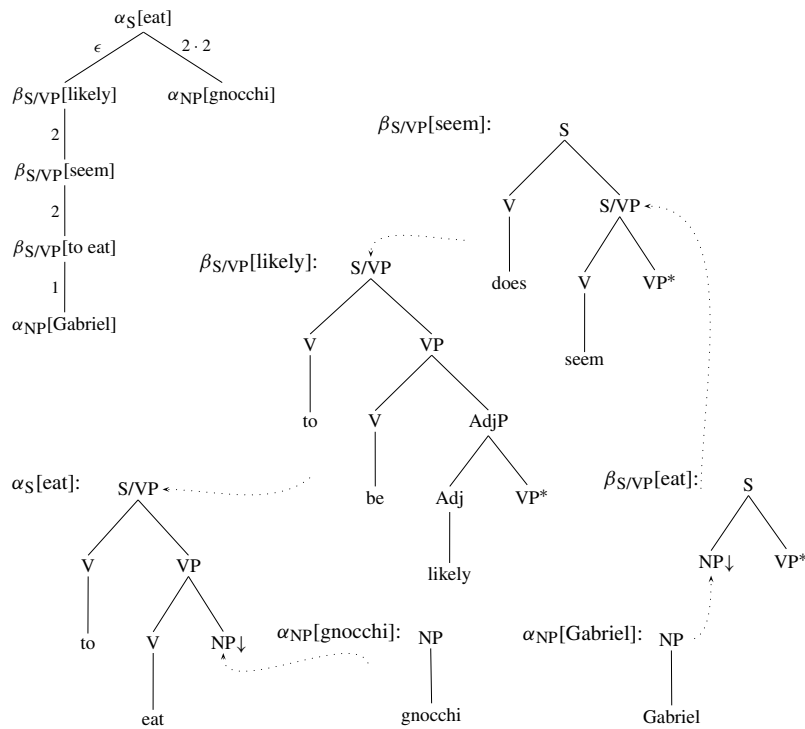 α_S[eat]
ϵ 2 · 2
β_S/VP[likely] α_NP[gnocchi]
2
β_S/VP[seem]
2
β_S/VP[to eat]
1
α_NP[Gabriel]
β_S/VP[seem]: S
V S/VP
does V VP*
seem
β_S/VP[likely]: S/VP
V VP
to V AdjP
be Adj VP*
likely
α_S[eat]: S/VP
V VP
to V NP↓
eat
β_S/VP[eat]: S
NP↓ VP*
α_NP[gnocchi]: NP
gnocchi
α_NP[Gabriel]: NP
Gabriel